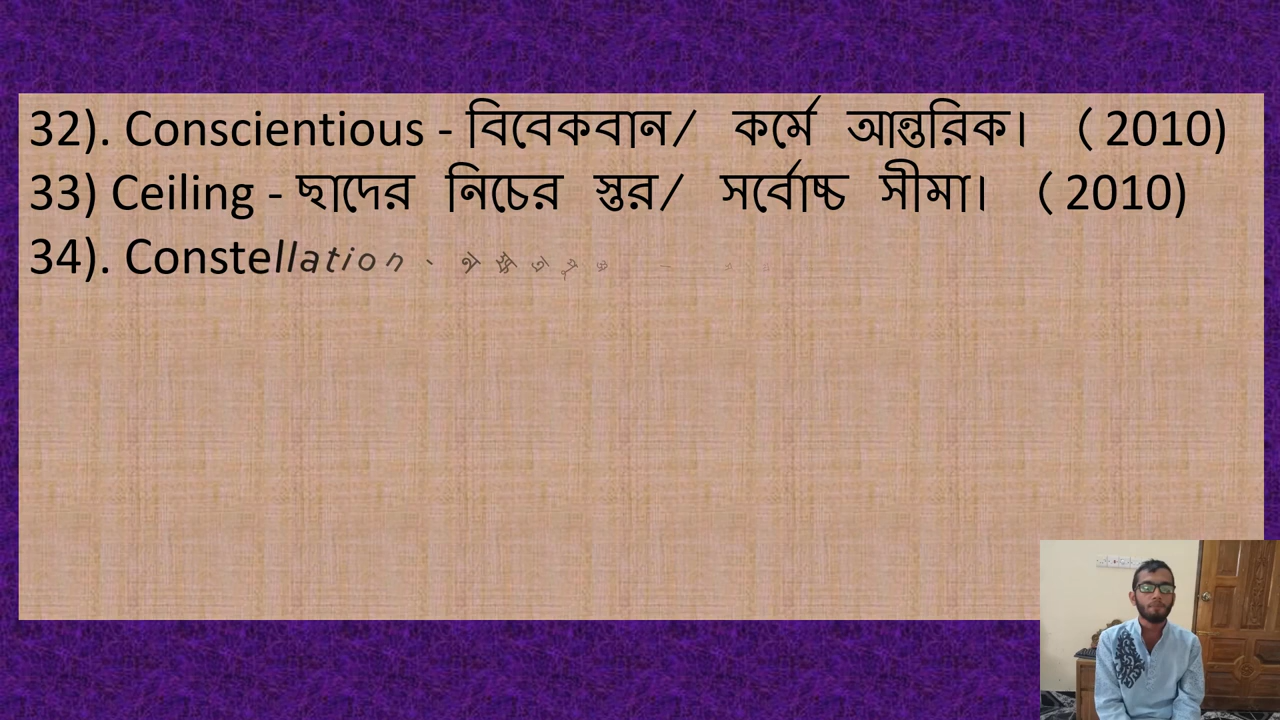 32). Conscientious - বিবেকবান/ কর্মে আন্তরিক। (2010)
33) Ceiling - ছাদের নিচের স্তর/ সর্বোচ্চ সীমা। (2010)
34). Constellation -